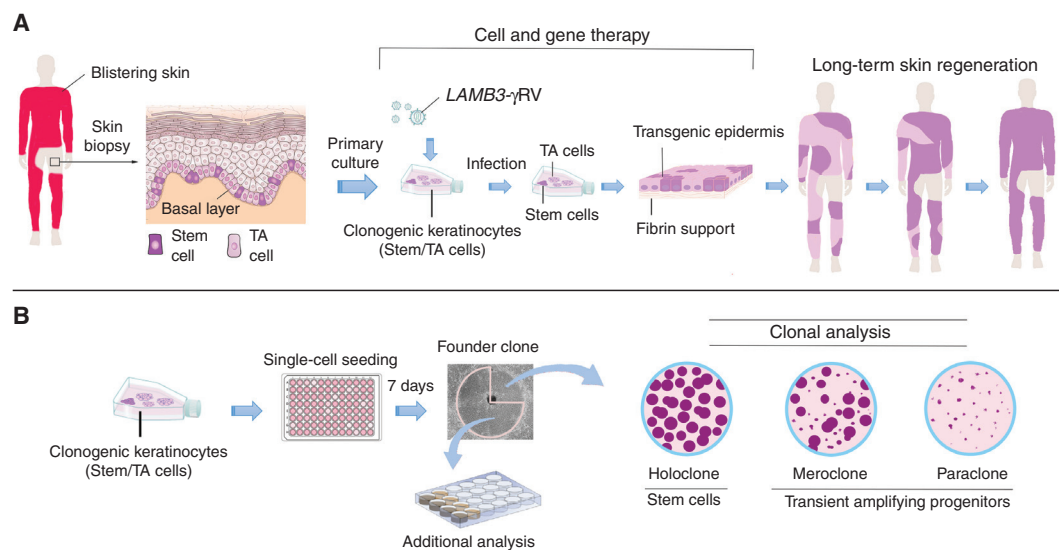 A
Cell and gene therapy
Blistering skin
LAMB3-γRV
Long-term skin regeneration
Skin
biopsy
Primary
culture
Infection
TA cells
Transgenic epidermis
Basal layer
Stem cells
Fibrin support
Clonogenic keratinocytes
(Stem/TA cells)
Stem
cell
TA
cell
B
Clonal analysis
Single-cell seeding
Founder clone
7 days
Clonogenic keratinocytes
(Stem/TA cells)
Holoclone
Meroclone
Paraclone
Stem cells
Transient amplifying progenitors
Additional analysis